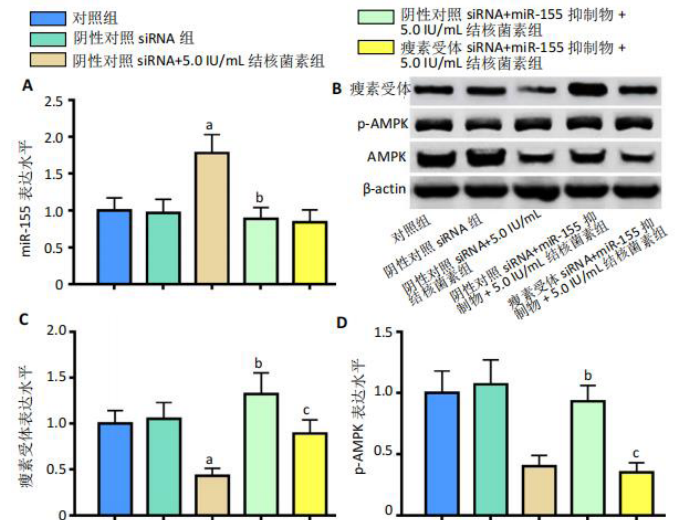 对照组
阴性对照 siRNA 组
阴性对照 siRNA+5.0 IU/mL 结核菌素组
阴性对照 siRNA+miR-155 抑制物 +
5.0 IU/mL 结核菌素组
瘦素受体 siRNA+miR-155 抑制物 +
5.0 IU/mL 结核菌素组
A
miR-155 表达水平
2.5
2.0
1.5
1.0
0.5
0
a
b
B
瘦素受体
p-AMPK
AMPK
β-actin
对照组
阴性对照 siRNA 组
阴性对照 siRNA+5.0 IU/mL
结核菌素组
阴性对照 siRNA+miR-155 抑
制物 + 5.0 IU/mL 结核菌素组
瘦素受体 siRNA+miR-155 抑
制物 + 5.0 IU/mL 结核菌素组
C
瘦素受体表达水平
2.0
1.5
1.0
0.5
0
a
b
c
D
p-AMPK 表达水平
1.5
1.0
0.5
0
b
c